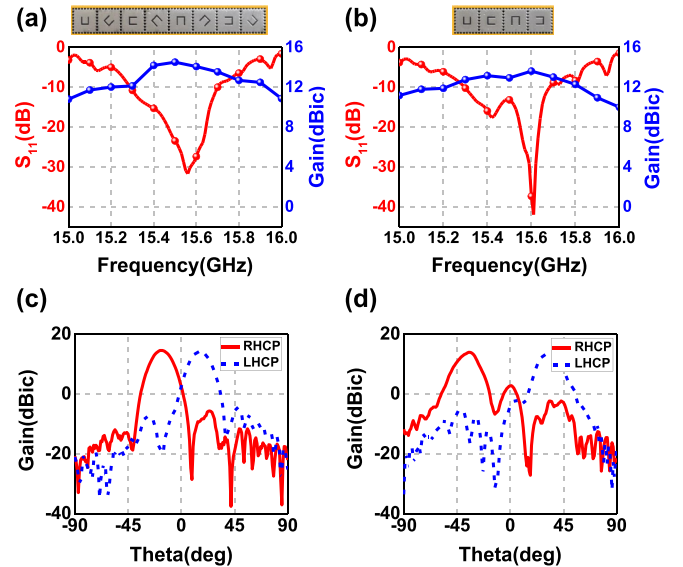 (a)
0
-10
-20
-30
-40
S11(dB)
16
12
8
4
0
Gain(dBic)
15.0 15.2 15.4 15.6 15.8 16.0
Frequency(GHz)
(b)
0
-10
-20
-30
-40
S11(dB)
16
12
8
4
0
Gain(dBic)
15.0 15.2 15.4 15.6 15.8 16.0
Frequency(GHz)
(c)
20
0
-20
-40
Gain(dBic)
RHCP
LHCP
-90 -45 0 45 90
Theta(deg)
(d)
20
0
-20
-40
Gain(dBic)
RHCP
LHCP
-90 -45 0 45 90
Theta(deg)